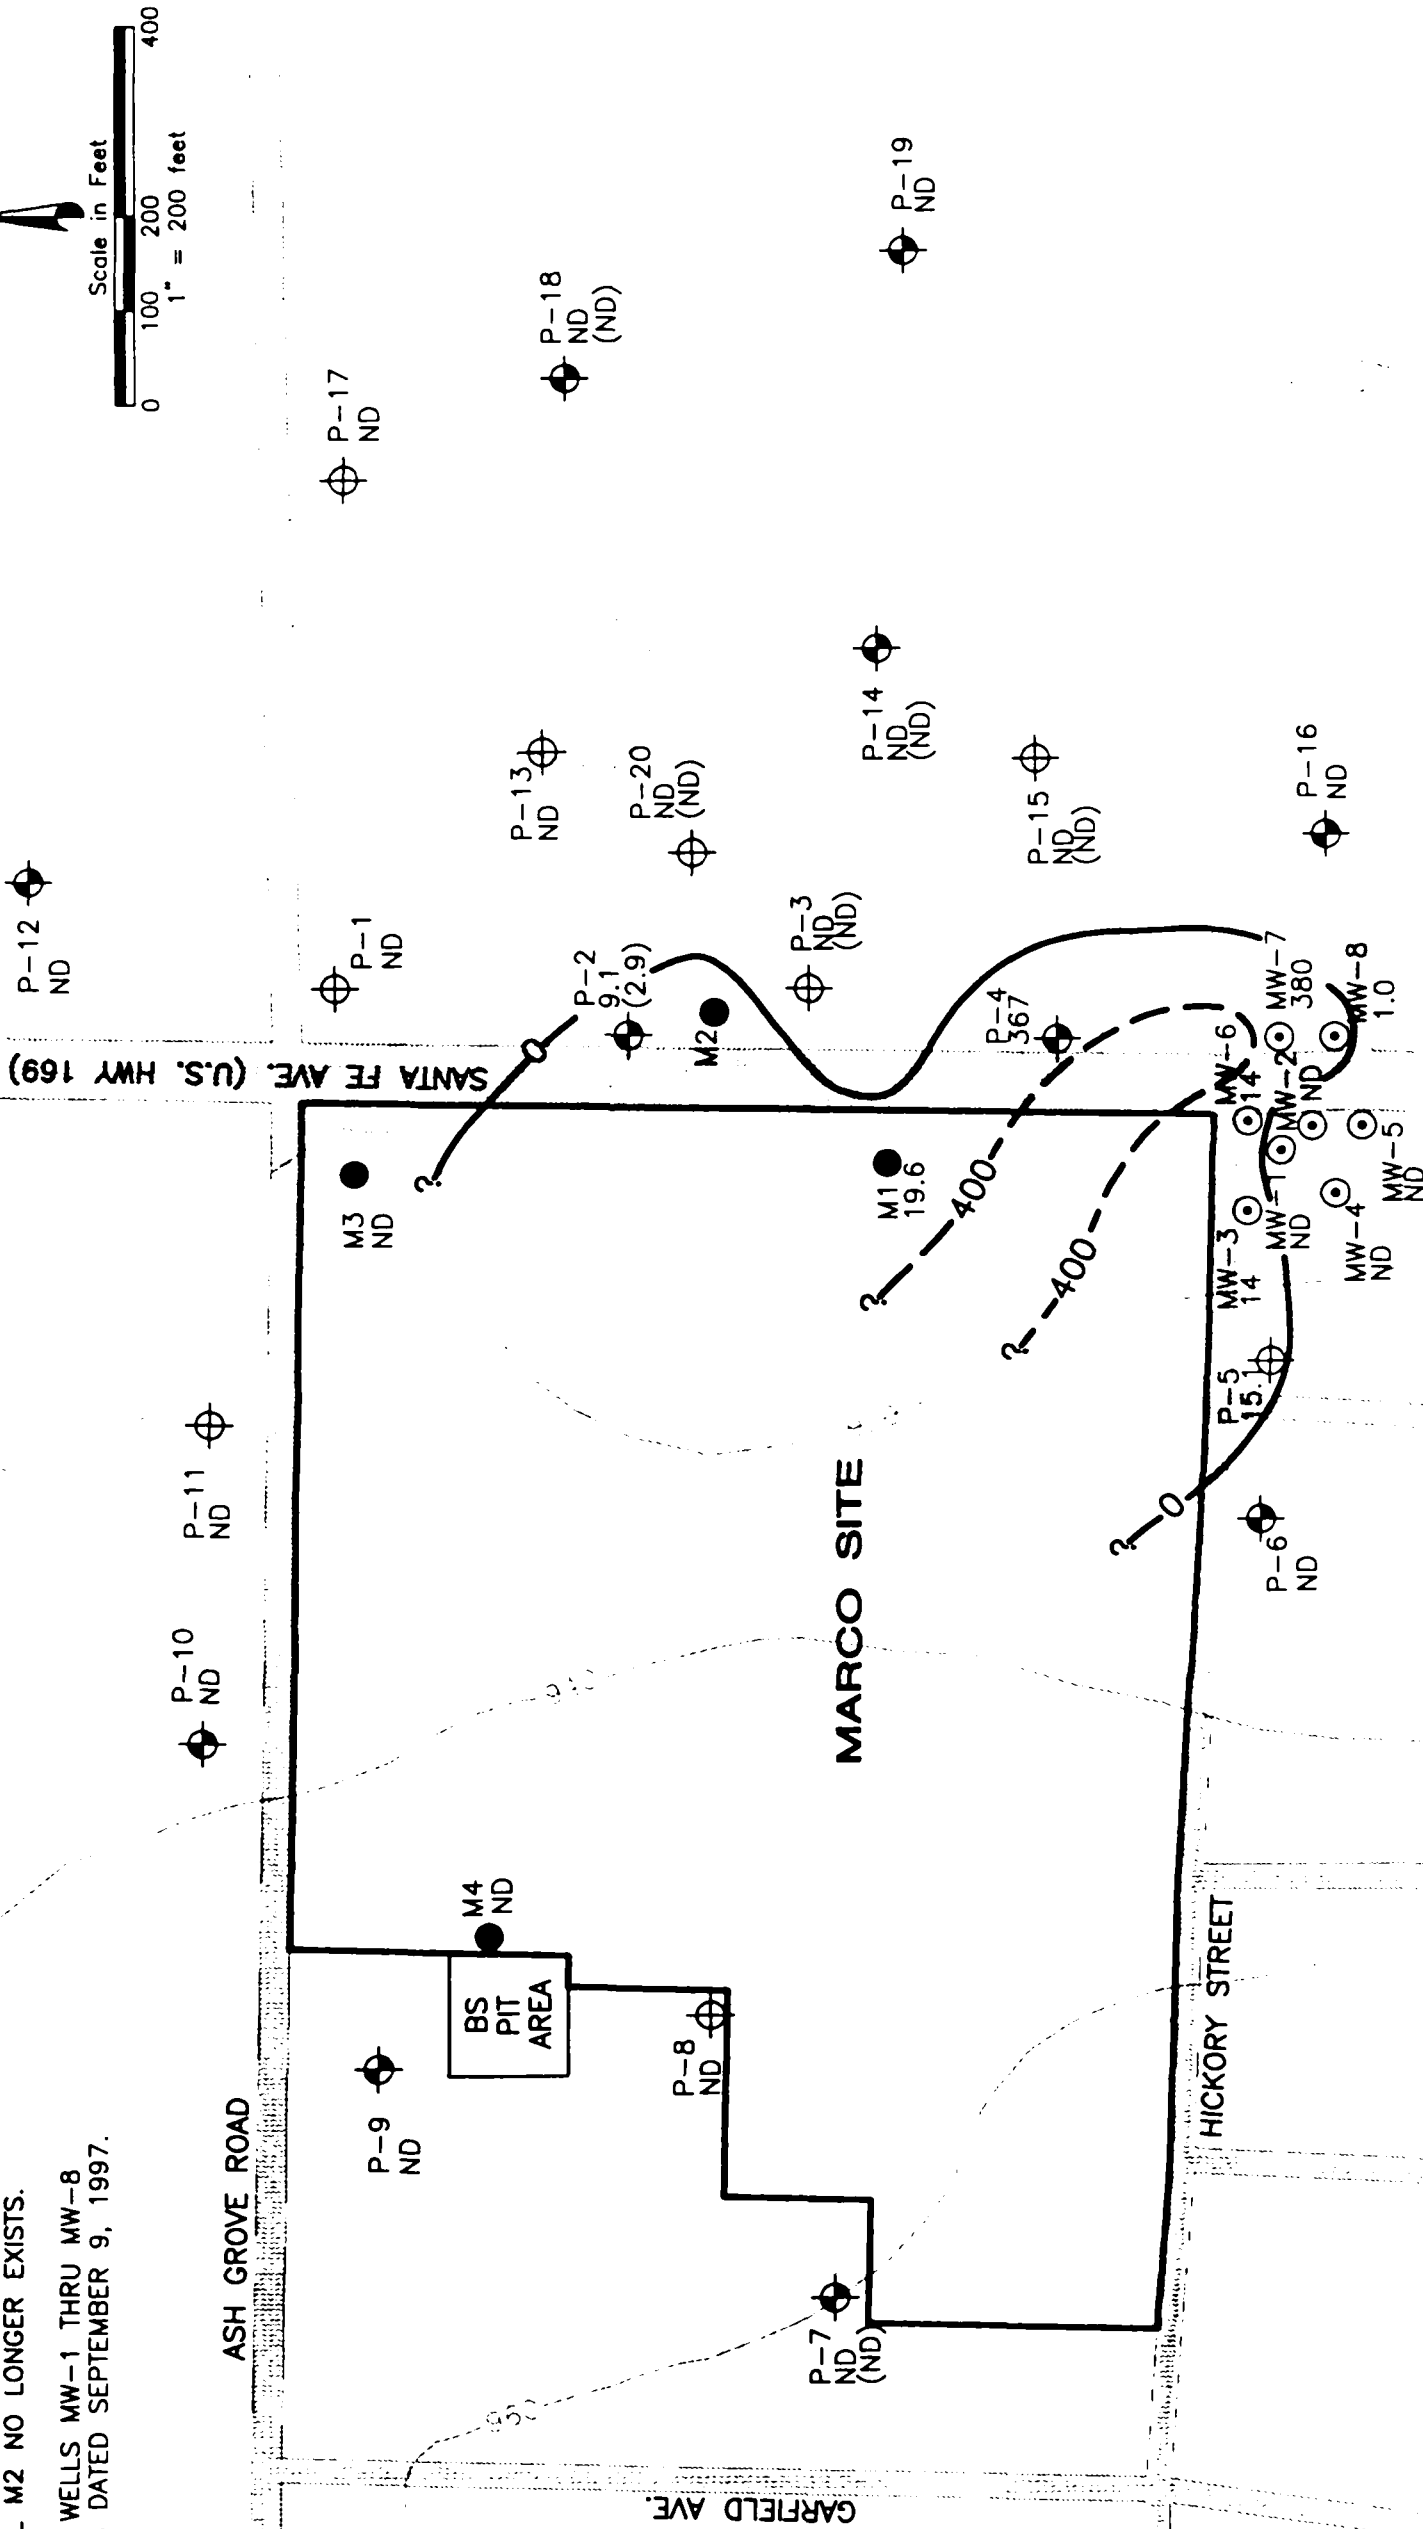 - M2 NO LONGER EXISTS.
WELLS MW-1 THRU MW-8
DATED SEPTEMBER 9, 1997.
Scale in Feet
0 100 200 400
1" = 200 feet
ASH GROVE ROAD
SANTA FE AVE. (U.S. HWY 169)
GARFIELD AVE.
HICKORY STREET
MARCO SITE
BS
PIT
AREA
P-9
ND
M4
ND
P-8
ND
P-7
ND
(ND)
P-10
ND
P-11
ND
P-12
ND
P-1
ND
M3
ND
?
0
P-2
9.1
(2.9)
M2
P-13
ND
P-20
ND
(ND)
P-3
ND
(ND)
P-17
ND
P-18
ND
(ND)
P-19
ND
P-14
ND
(ND)
P-15
ND
(ND)
P-16
ND
M1
19.6
P-4
367
?
400
?
400
?
0
P-6
ND
P-5
15.1
MW-3
14
MW-1
ND
MW-6
14
MW-2
ND
MW-7
380
MW-8
1.0
MW-4
ND
MW-5
ND
950